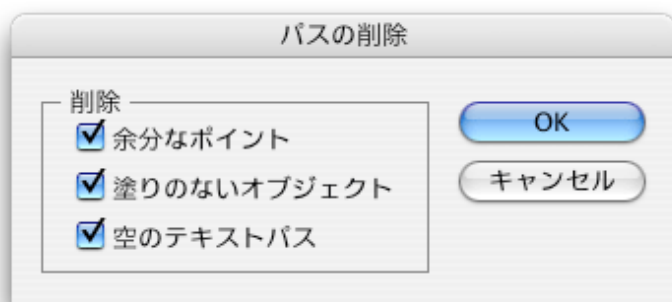 パスの削除
削除
余分なポイント
塗りのないオブジェクト
空のテキストパス
OK
キャンセル